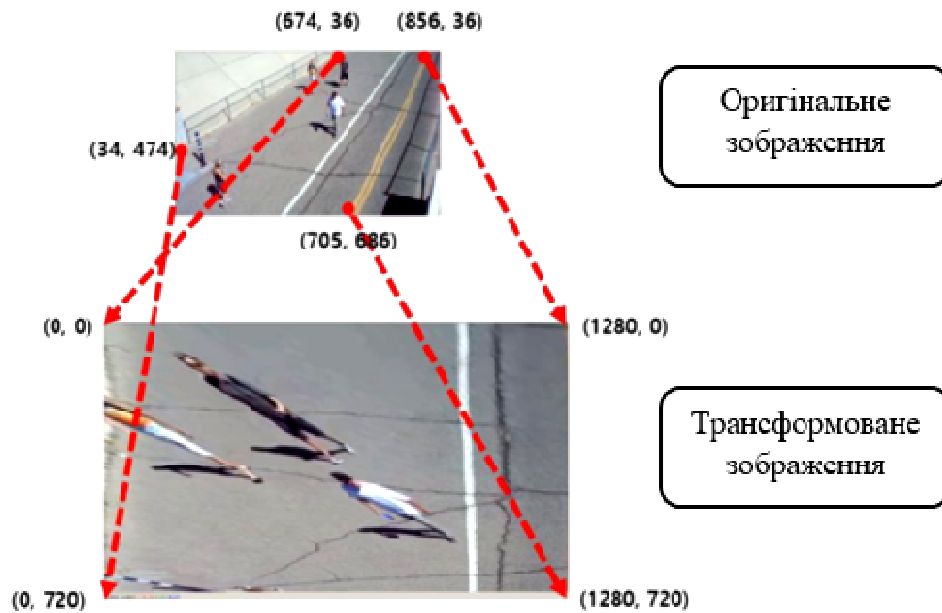 (674, 36)
(856, 36)
Оригінальне
зображення
(34, 474)
(705, 686)
(0, 0)
(1280, 0)
Трансформоване
зображення
(0, 720)
(1280, 720)